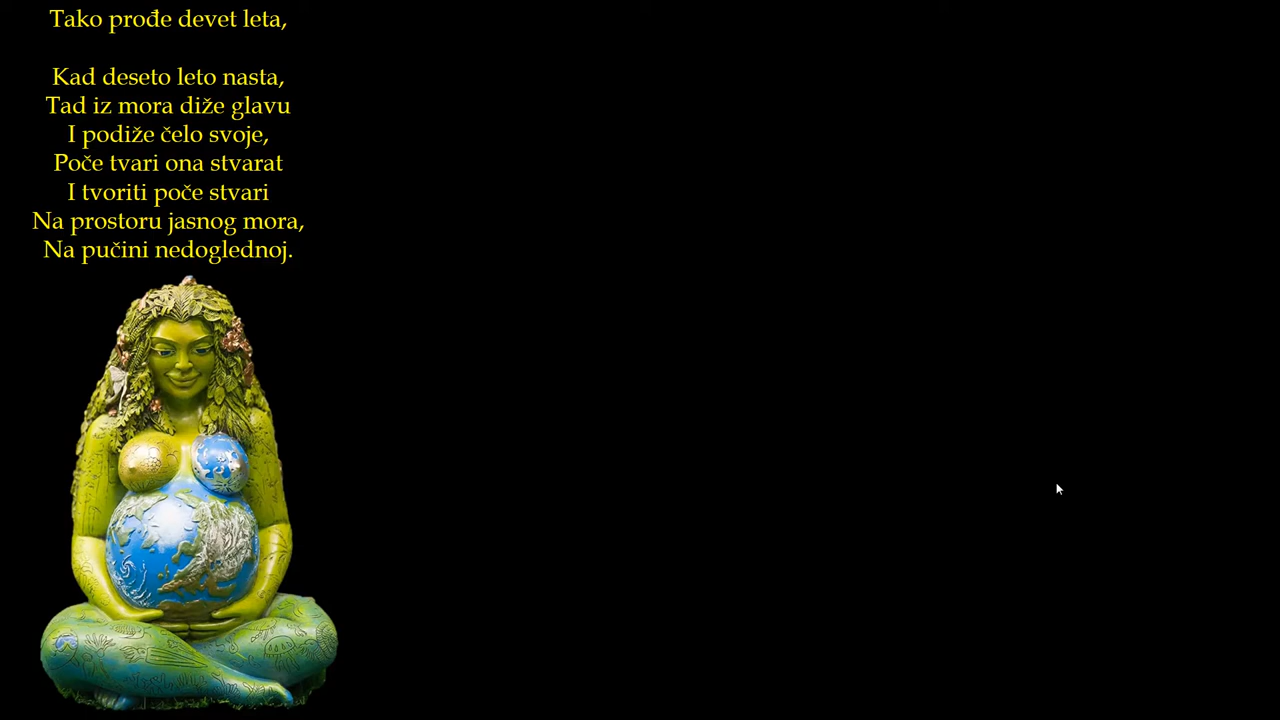 Tako prođe devet leta,
Kad deseto leto nasta,
Tad iz mora diže glavu
I podiže čelo svoje,
Poče tvari ona stvarat
I tvoriti poče stvari
Na prostoru jasnog mora,
Na pučini nedoglednoj.